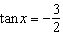 tan x = −3/2